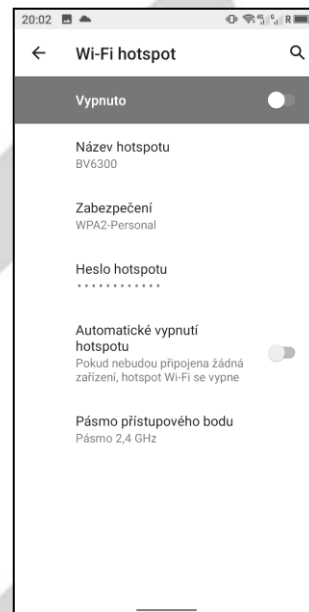 20:02 R
Wi-Fi hotspot
Vypnuto
Název hotspotu
BV6300
Zabezpečení
WPA2-Personal
Heslo hotspotu
••••••••••••
Automatické vypnutí
hotspotu
Pokud nebudou připojena žádná
zařízení, hotspot Wi-Fi se vypne
Pásmo přístupového bodu
Pásmo 2,4 GHz